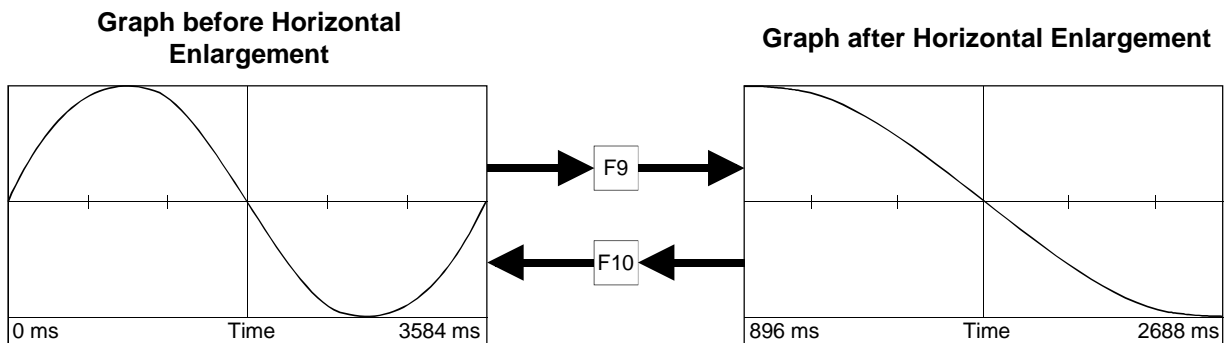 Graph before Horizontal
Enlargement
Graph after Horizontal Enlargement
F9
F10
0 ms Time 3584 ms
896 ms Time 2688 ms